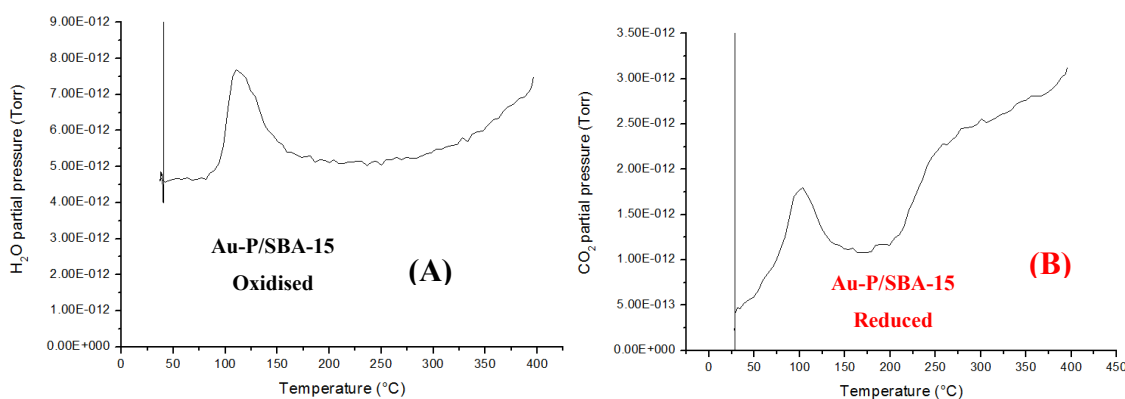 9.00E-012
8.00E-012
7.00E-012
6.00E-012
5.00E-012
4.00E-012
3.00E-012
2.00E-012
1.00E-012
0.00E+000
H₂O partial pressure (Torr)
0 50 100 150 200 250 300 350 400
Temperature (°C)
Au-P/SBA-15
Oxidised
(A)
3.50E-012
3.00E-012
2.50E-012
2.00E-012
1.50E-012
1.00E-012
5.00E-013
0.00E+000
CO₂ partial pressure (Torr)
0 50 100 150 200 250 300 350 400 450
Temperature (°C)
Au-P/SBA-15
Reduced
(B)